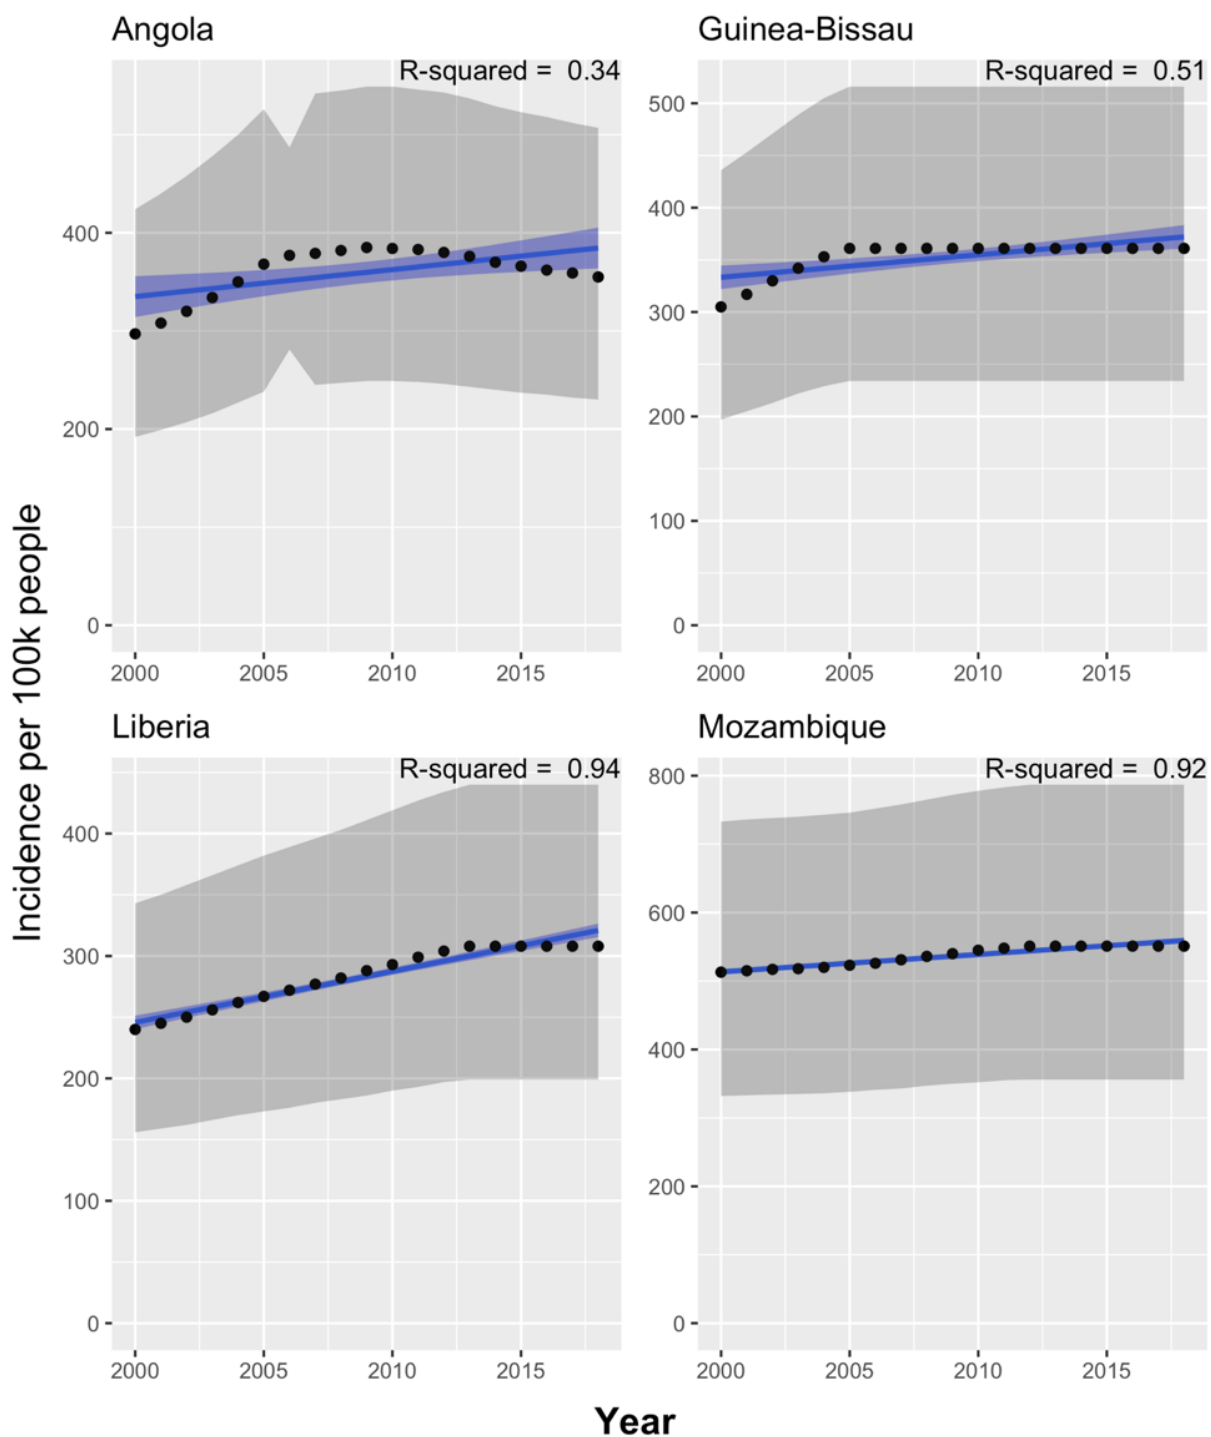 Angola
R-squared = 0.34
400
200
0
2000 2005 2010 2015
Guinea-Bissau
R-squared = 0.51
500
400
300
200
100
0
2000 2005 2010 2015
Incidence per 100k people
Liberia
R-squared = 0.94
400
300
200
100
0
2000 2005 2010 2015
Mozambique
R-squared = 0.92
800
600
400
200
0
2000 2005 2010 2015
Year